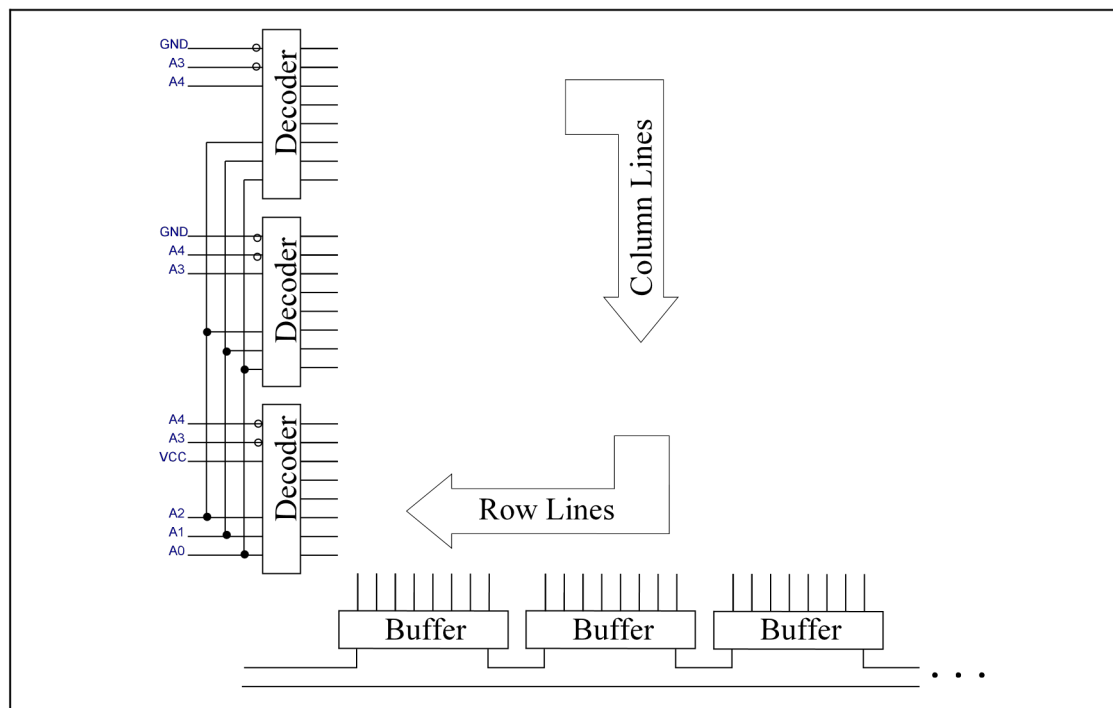 GND
A3
A4
Decoder
GND
A4
A3
Decoder
A4
A3
VCC
A2
A1
A0
Decoder
Column Lines
Row Lines
Buffer
Buffer
Buffer
. . .